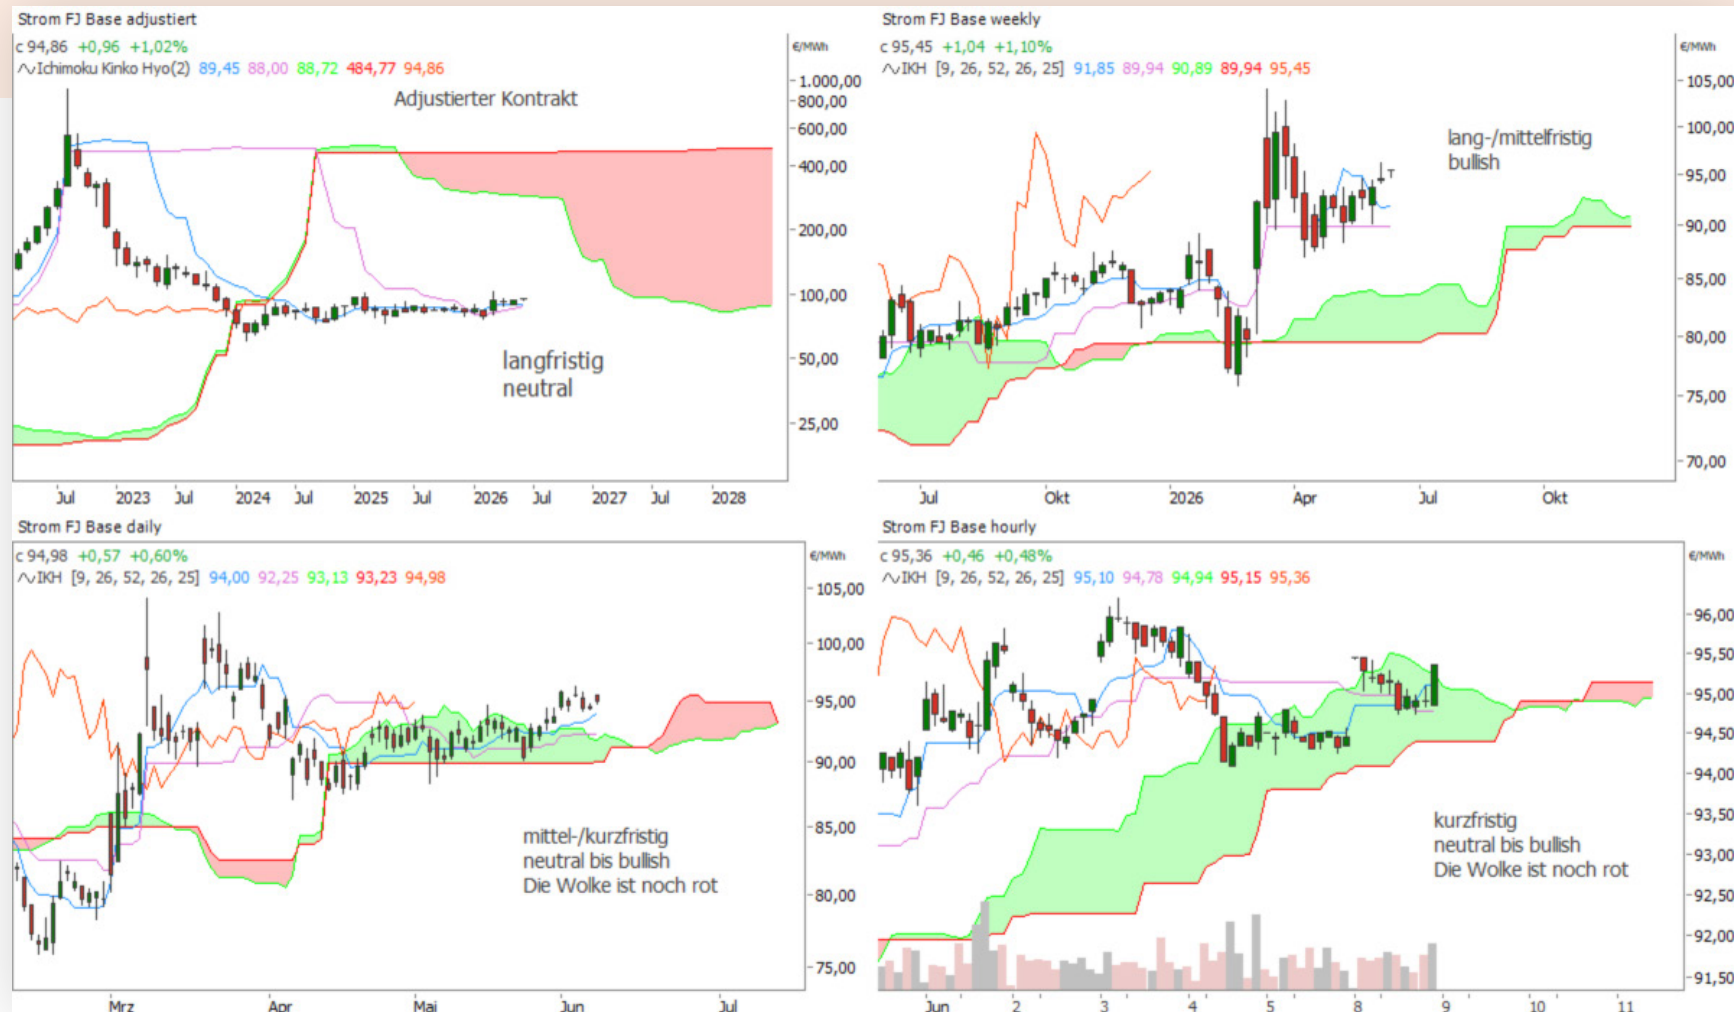 Strom FJ Base adjustiert
c 94,86 +0,96 +1,02%
Ichimoku Kinko Hyo(2) 89,45 88,00 88,72 484,77 94,86
€/MWh
Adjustierter Kontrakt
1.000,00
800,00
600,00
400,00
200,00
100,00
50,00
25,00
langfristig
neutral
Jul 2023 Jul 2024 Jul 2025 Jul 2026 Jul 2027 Jul 2028
Strom FJ Base weekly
c 95,45 +1,04 +1,10%
IKH [9, 26, 52, 26, 25] 91,85 89,94 90,89 89,94 95,45
€/MWh
lang-/mittelfristig
bullish
105,00
100,00
95,00
90,00
85,00
80,00
75,00
70,00
Jul Okt 2026 Apr Jul Okt
Strom FJ Base daily
c 94,98 +0,57 +0,60%
IKH [9, 26, 52, 26, 25] 94,00 92,25 93,13 93,23 94,98
€/MWh
105,00
100,00
95,00
90,00
85,00
80,00
75,00
mittel-/kurzfristig
neutral bis bullish
Die Wolke ist noch rot
Mrz Apr Mai Jun Jul
Strom FJ Base hourly
c 95,36 +0,46 +0,48%
IKH [9, 26, 52, 26, 25] 95,10 94,78 94,94 95,15 95,36
€/MWh
96,00
95,50
95,00
94,50
94,00
93,50
93,00
92,50
92,00
91,50
kurzfristig
neutral bis bullish
Die Wolke ist noch rot
Jun 2 3 4 5 8 9 10 11